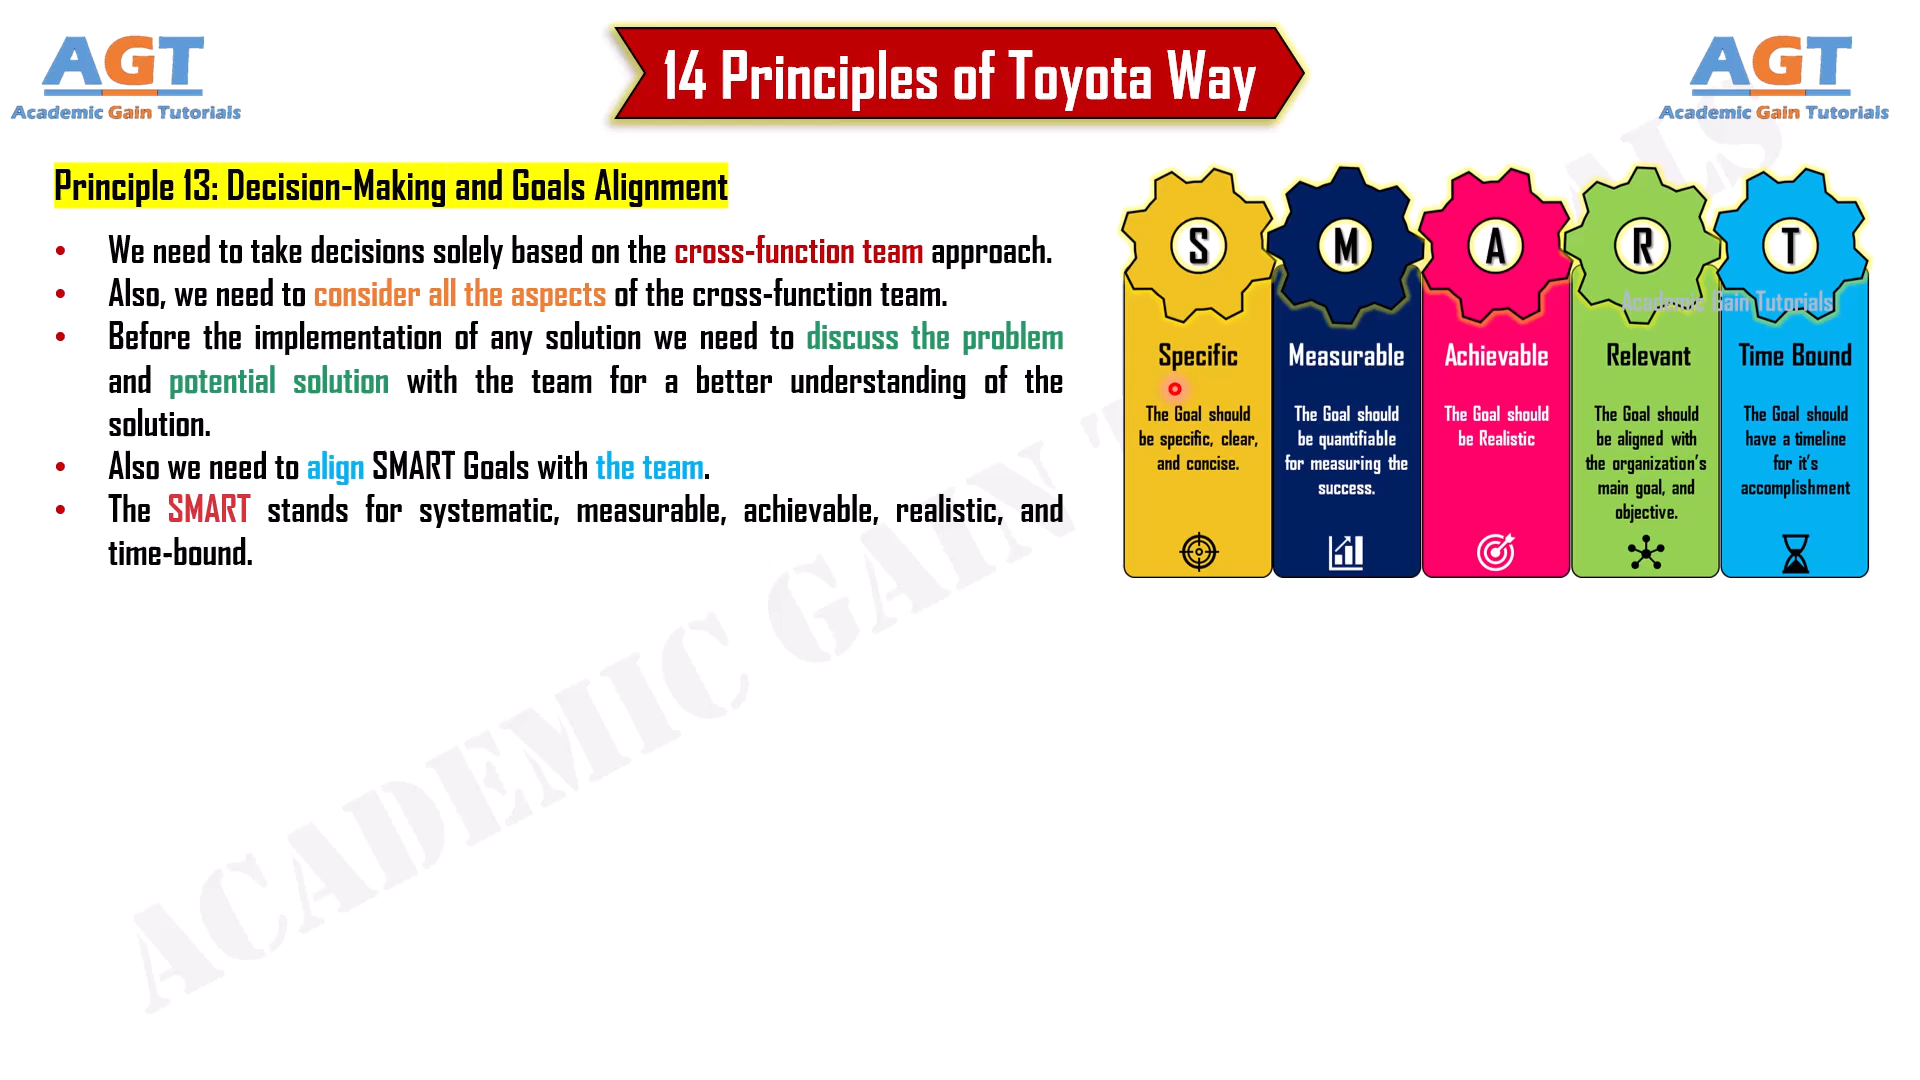 AGT
Academic Gain Tutorials
14 Principles of Toyota Way
AGT
Academic Gain Tutorials
Principle 13: Decision-Making and Goals Alignment
• We need to take decisions solely based on the cross-function team approach.
• Also, we need to consider all the aspects of the cross-function team.
• Before the implementation of any solution we need to discuss the problem
and potential solution with the team for a better understanding of the
solution.
• Also we need to align SMART Goals with the team.
• The SMART stands for systematic, measurable, achievable, realistic, and
time-bound.
S
Specific
The Goal should
be specific, clear,
and concise.
M
Measurable
The Goal should
be quantifiable
for measuring the
success.
A
Achievable
The Goal should
be Realistic
R
Relevant
The Goal should
be aligned with
the organization's
main goal, and
objective.
T
Time Bound
The Goal should
have a timeline
for it's
accomplishment
Academic Gain Tutorials
ACADEMIC GAIN T ALS